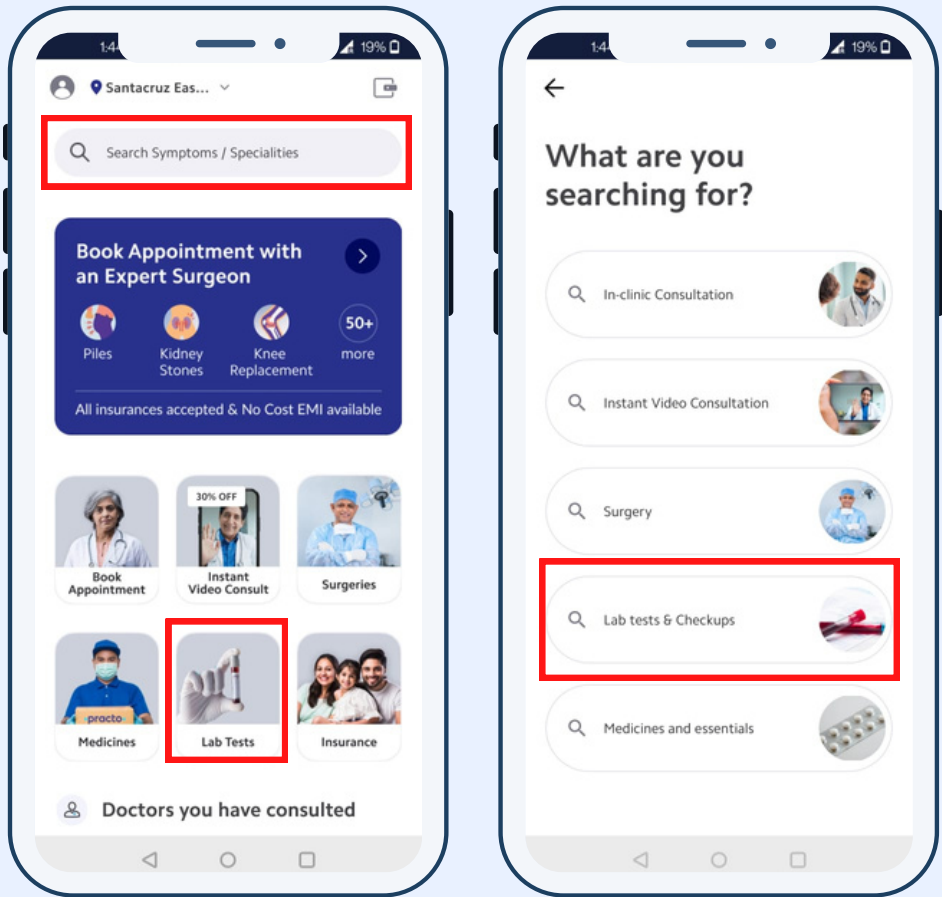 1:4
19%
Santacruz Eas...
Search Symptoms / Specialities
Book Appointment with
an Expert Surgeon
Piles
Kidney
Stones
Knee
Replacement
50+
more
All insurances accepted & No Cost EMI available
Book
Appointment
30% OFF
Instant
Video Consult
Surgeries
·practo·
Medicines
Lab Tests
Insurance
Doctors you have consulted
1:4
19%
What are you
searching for?
In-clinic Consultation
Instant Video Consultation
Surgery
Lab tests & Checkups
Medicines and essentials